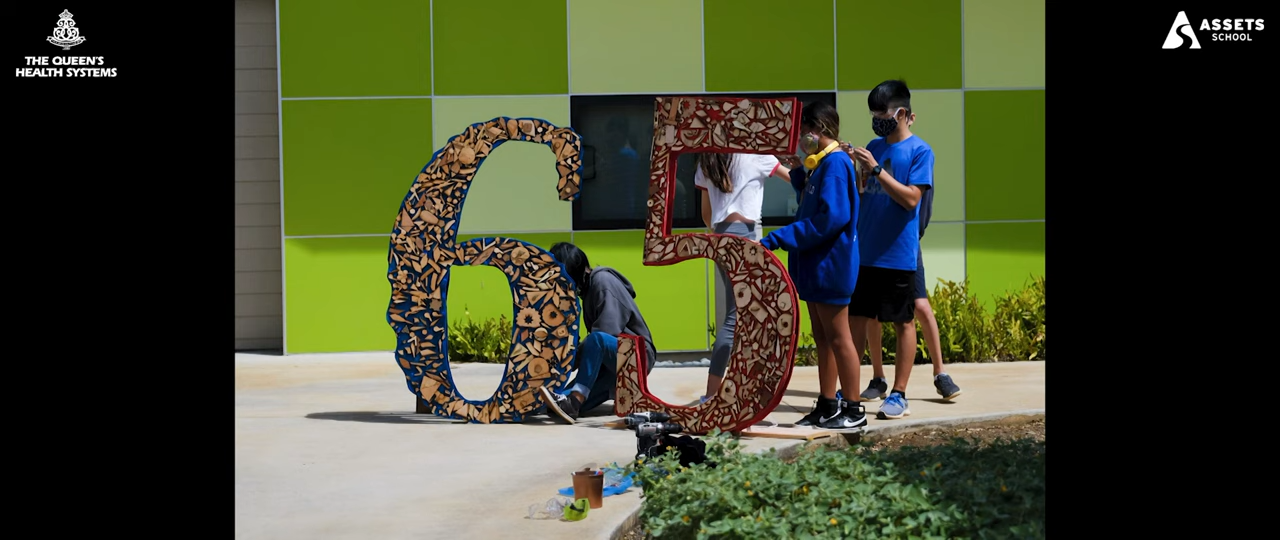 THE QUEEN'S
HEALTH SYSTEMS
ASSETS
SCHOOL
65